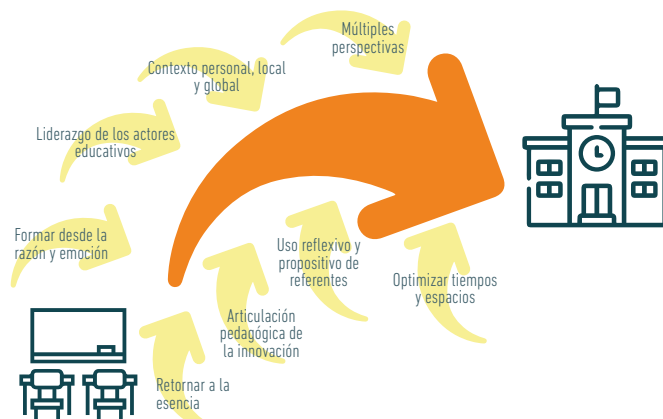 Múltiples
perspectivas
Contexto personal, local
y global
Liderazgo de los actores
educativos
Formar desde la
razón y emoción
Uso reflexivo y
propositivo de
referentes
Optimizar tiempos
y espacios
Articulación
pedagógica de
la innovación
Retornar a la
esencia